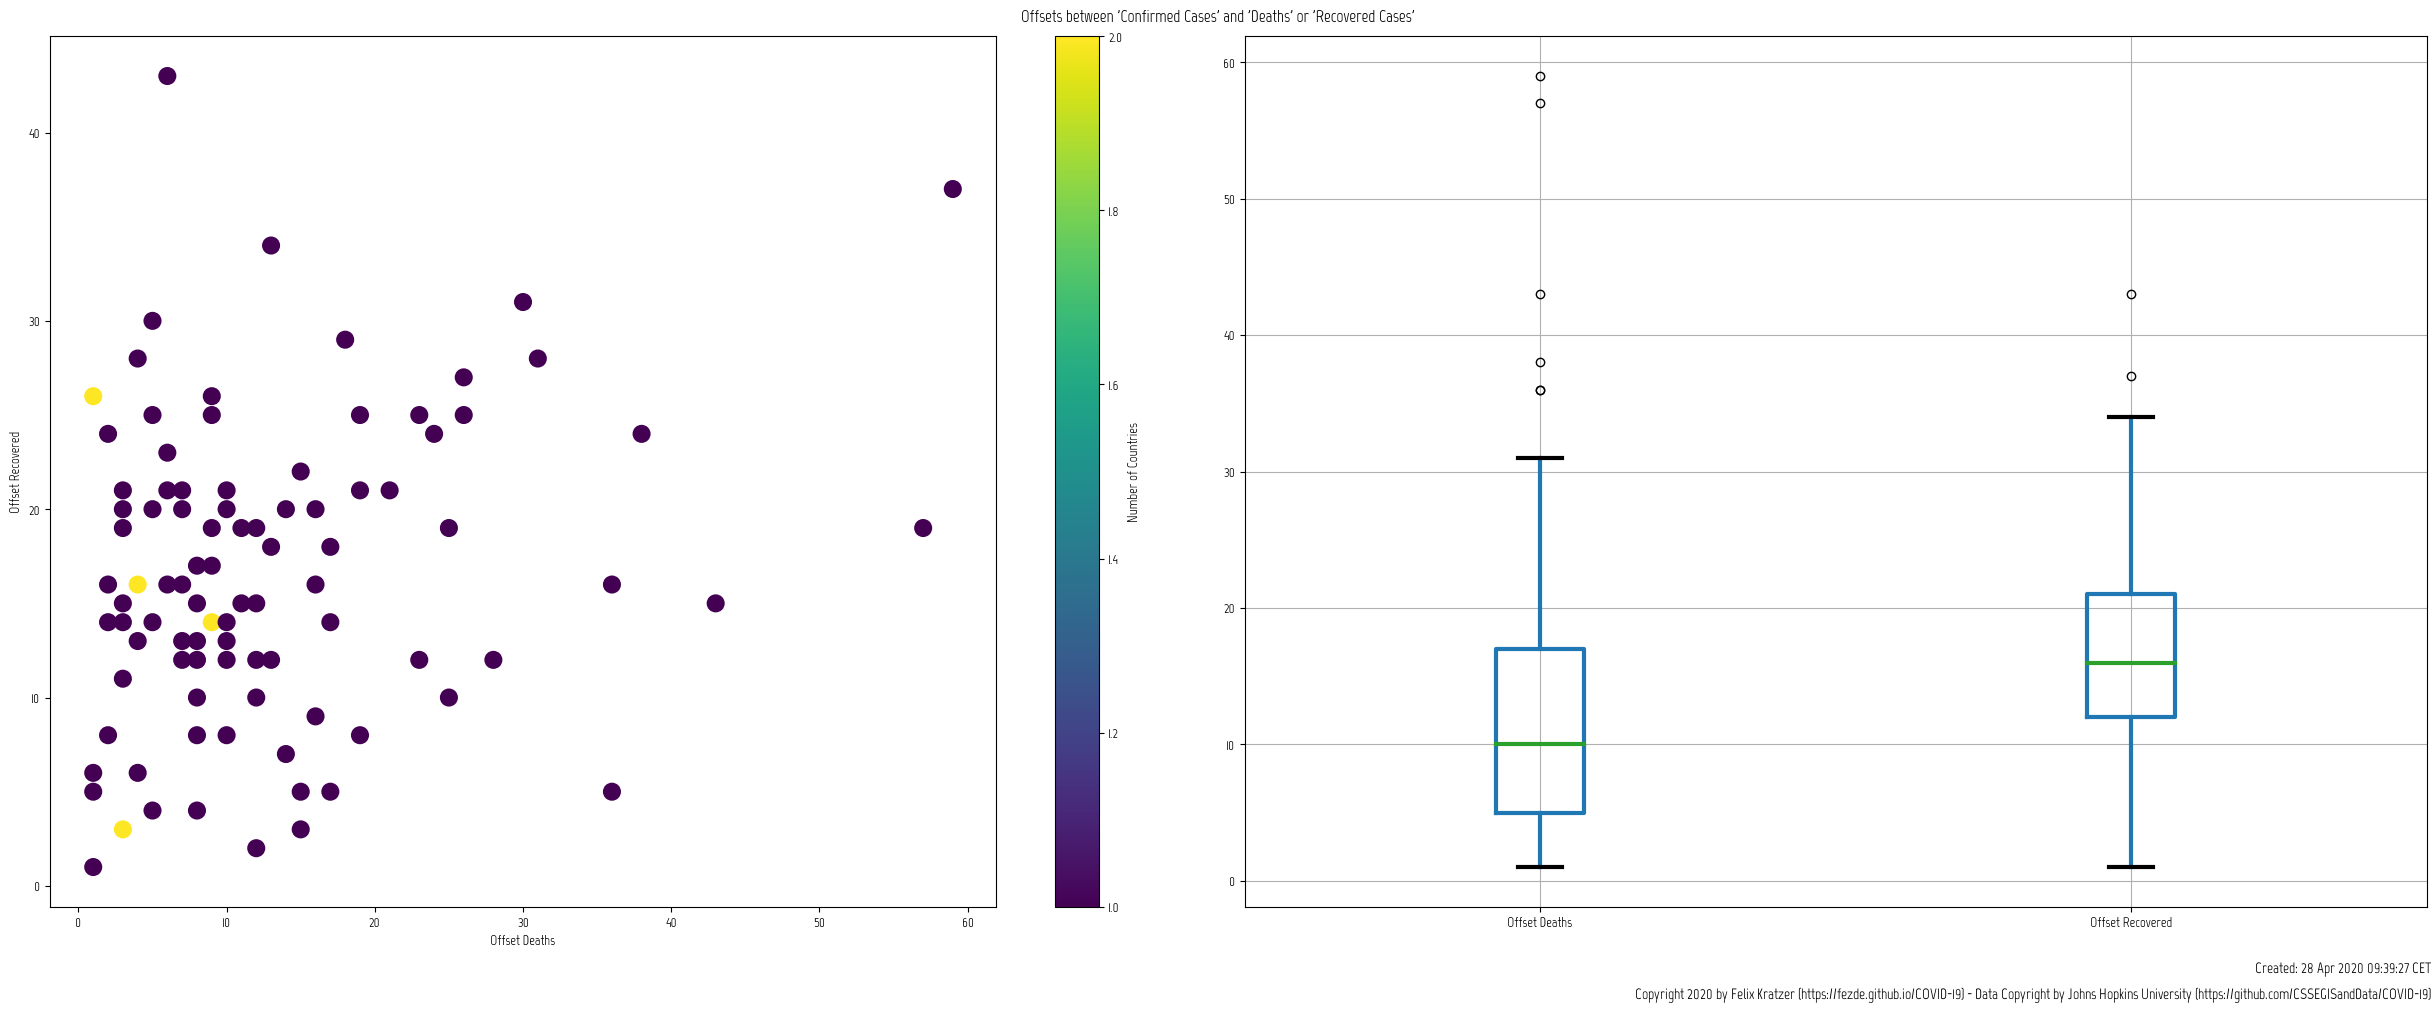 Offsets between 'Confirmed Cases' and 'Deaths' or 'Recovered Cases'
40
30
20
10
0
Offset Recovered
0 10 20 30 40 50 60
Offset Deaths
2.0
1.8
1.6
1.4
1.2
1.0
Number of Countries
60
50
40
30
20
10
0
Offset Deaths Offset Recovered
Created: 28 Apr 2020 09:39:27 CET
Copyright 2020 by Felix Kratzer (https://fezde.github.io/COVID-19) - Data Copyright by Johns Hopkins University (https://github.com/CSSEGISandData/COVID-19)